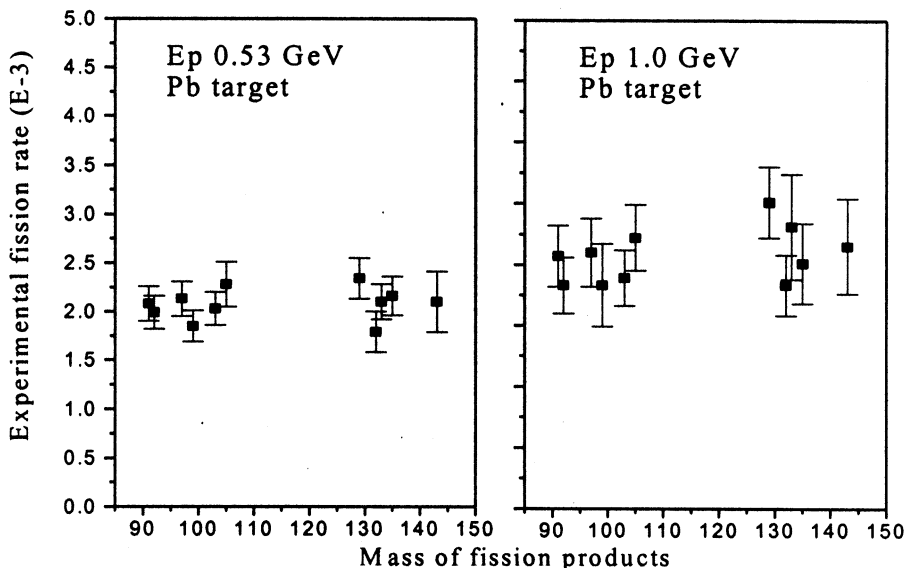 Experimental fission rate (E-3)
5.0
4.5
4.0
3.5
3.0
2.5
2.0
1.5
1.0
0.5
0.0
Ep 0.53 GeV
Pb target
90 100 110 120 130 140 150
Ep 1.0 GeV
Pb target
90 100 110 120 130 140 150
Mass of fission products